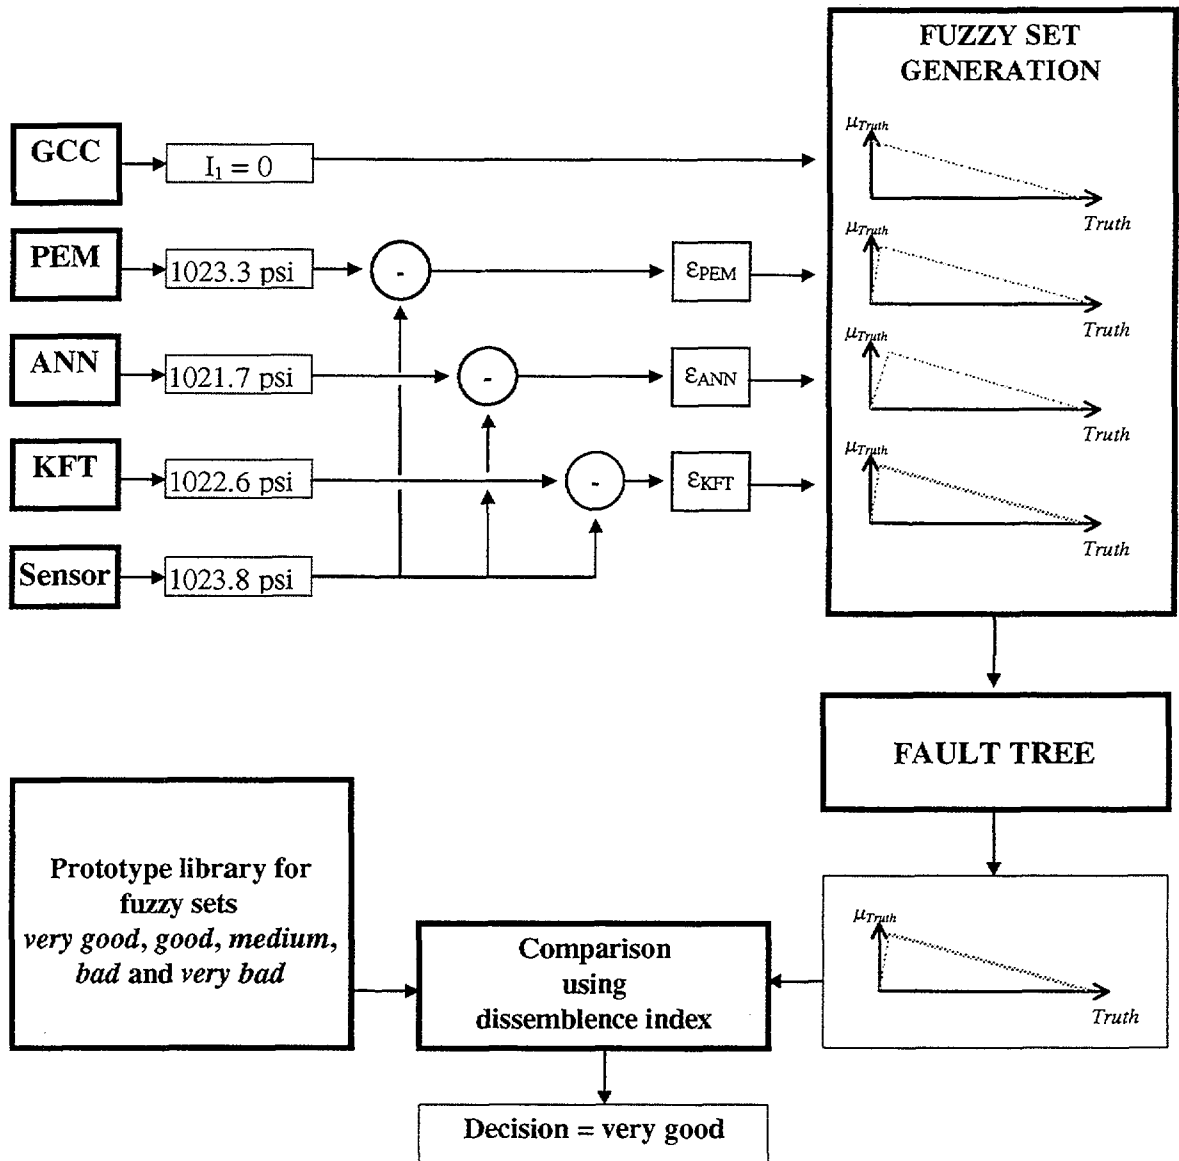 FUZZY SET
GENERATION
GCC
I₁ = 0
μTruth
Truth
PEM
1023.3 psi
-
εPEM
μTruth
Truth
ANN
1021.7 psi
-
εANN
μTruth
Truth
KFT
1022.6 psi
-
εKFT
μTruth
Truth
Sensor
1023.8 psi
FAULT TREE
Prototype library for
fuzzy sets
very good, good, medium,
bad and very bad
Comparison
using
dissemblence index
μTruth
Truth
Decision = very good